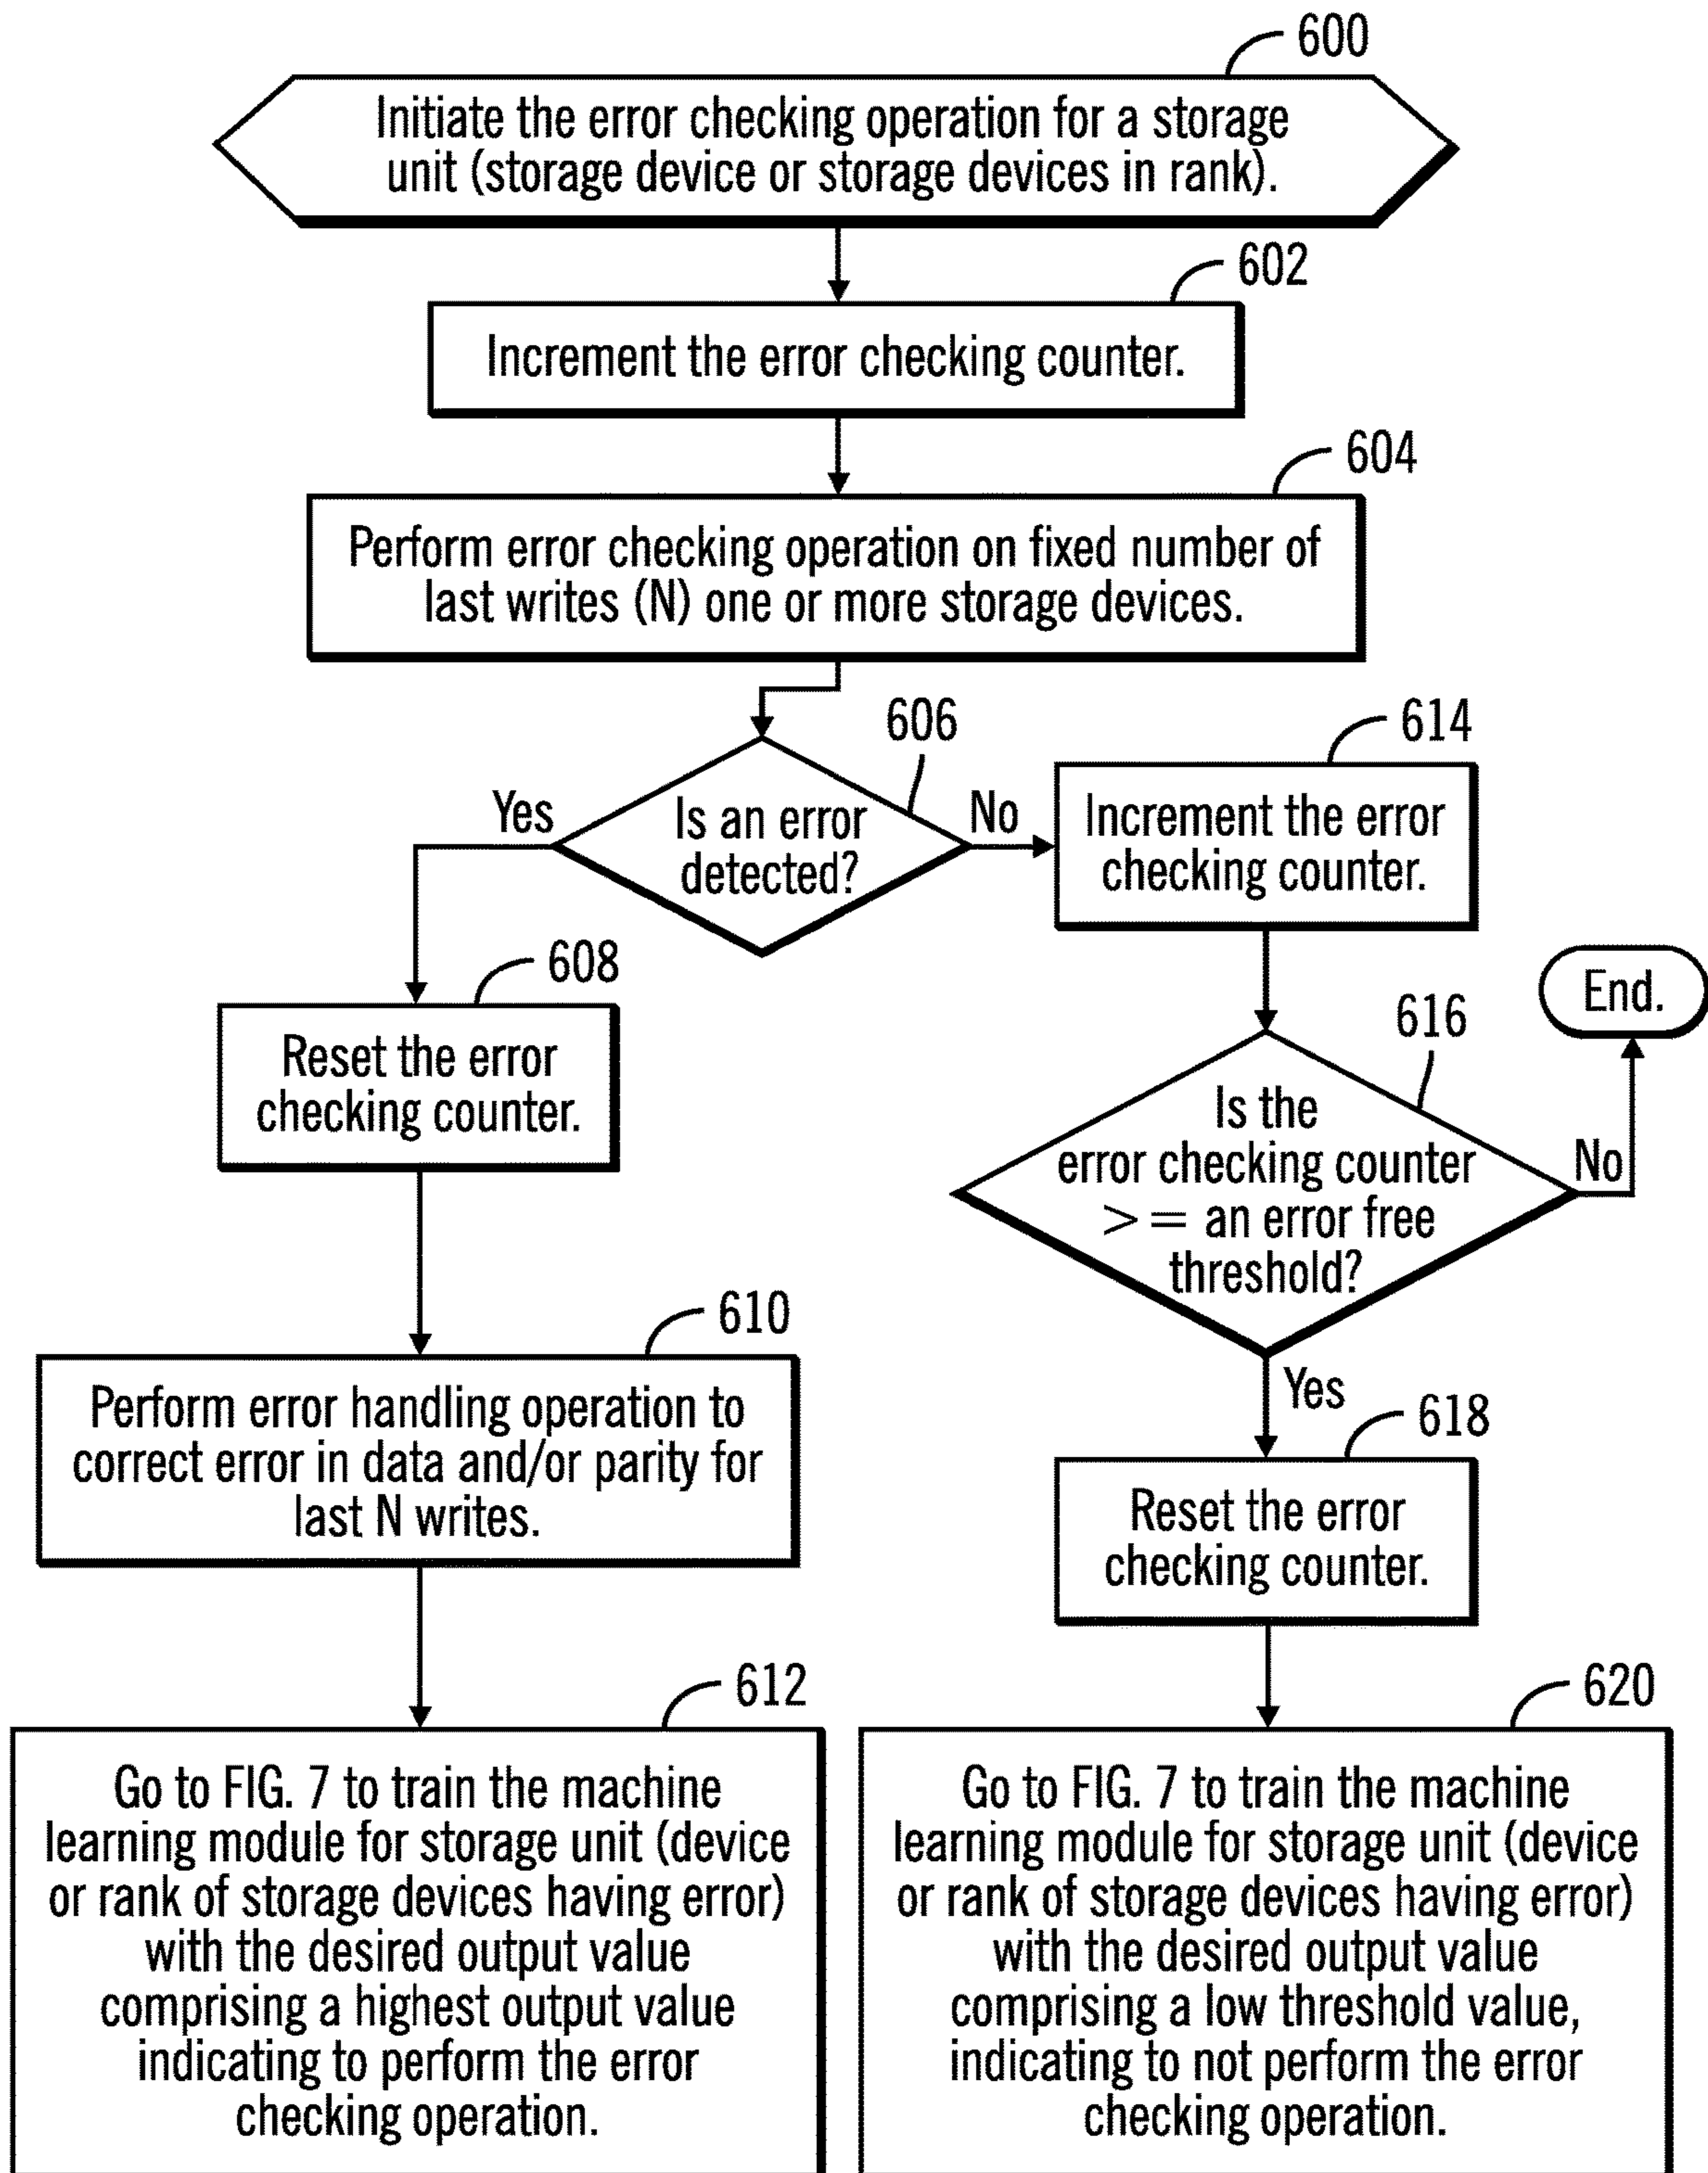 600
Initiate the error checking operation for a storage
unit (storage device or storage devices in rank).
602
Increment the error checking counter.
604
Perform error checking operation on fixed number of
last writes (N) one or more storage devices.
606
Is an error
detected?
Yes
No
614
Increment the error
checking counter.
608
Reset the error
checking counter.
End.
616
Is the
error checking counter
>= an error free
threshold?
No
Yes
610
Perform error handling operation to
correct error in data and/or parity for
last N writes.
618
Reset the error
checking counter.
612
Go to FIG. 7 to train the machine
learning module for storage unit (device
or rank of storage devices having error)
with the desired output value
comprising a highest output value
indicating to perform the error
checking operation.
620
Go to FIG. 7 to train the machine
learning module for storage unit (device
or rank of storage devices having error)
with the desired output value
comprising a low threshold value,
indicating to not perform the error
checking operation.